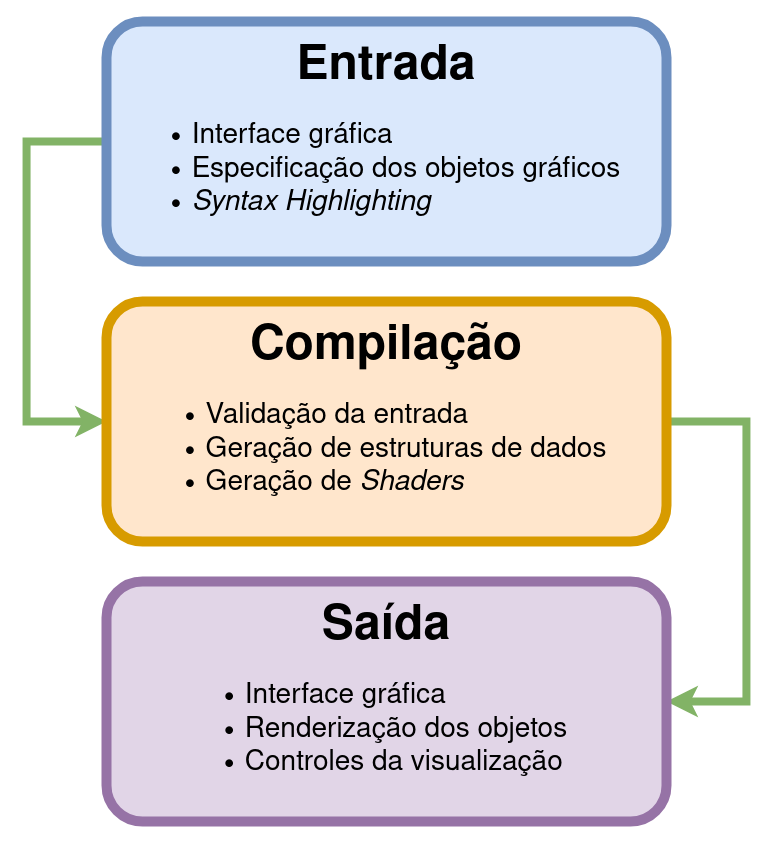 Entrada
• Interface gráfica
• Especificação dos objetos gráficos
• Syntax Highlighting
Compilação
• Validação da entrada
• Geração de estruturas de dados
• Geração de Shaders
Saída
• Interface gráfica
• Renderização dos objetos
• Controles da visualização